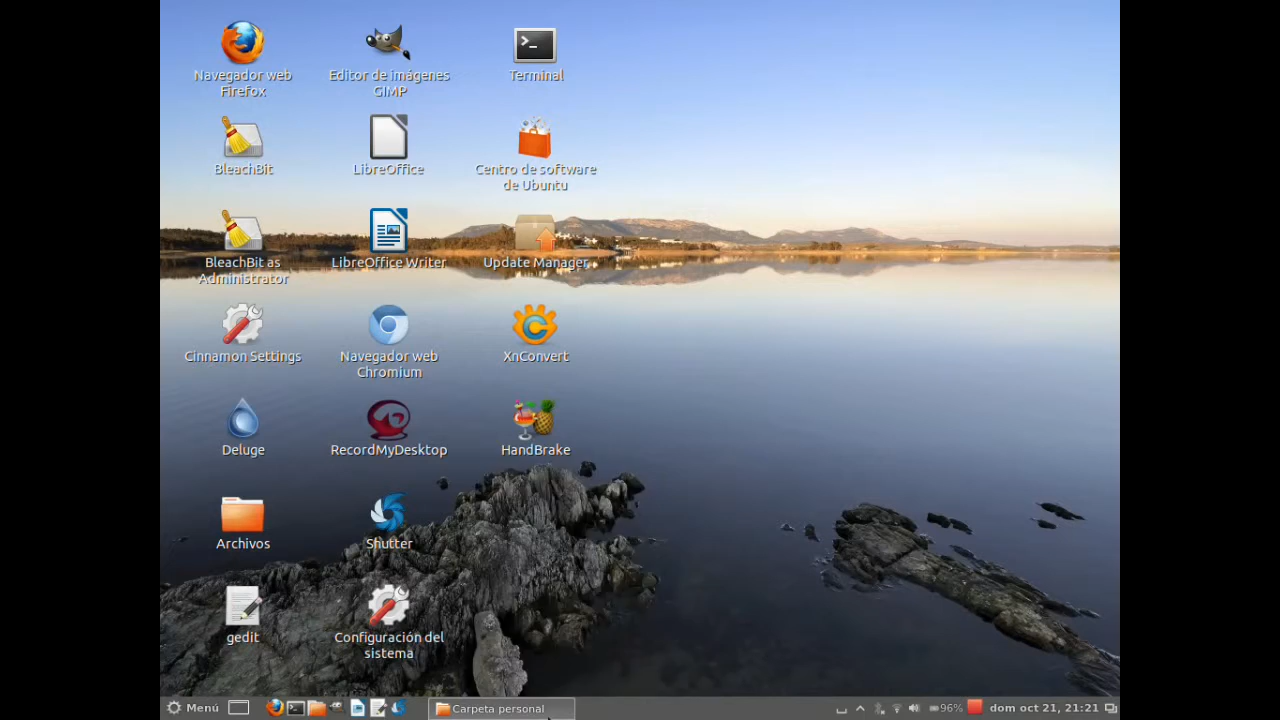 Navegador web
Firefox
Editor de imágenes
GIMP
Terminal
BleachBit
LibreOffice
Centro de software
de Ubuntu
BleachBit as
Administrator
LibreOffice Writer
Update Manager
Cinnamon Settings
Navegador web
Chromium
XnConvert
Deluge
RecordMyDesktop
HandBrake
Archivos
Shutter
gedit
Configuración del
sistema
Menú
Carpeta personal
96%
dom oct 21, 21:21